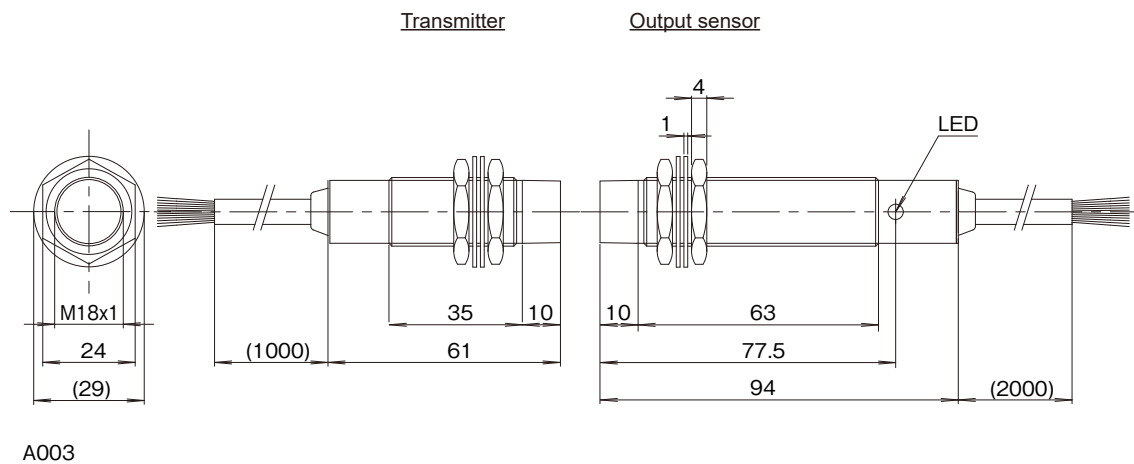 Transmitter
Output sensor
4
1
LED
M18x1
35
10
10
63
24
(1000)
61
77.5
(29)
94
(2000)
A003